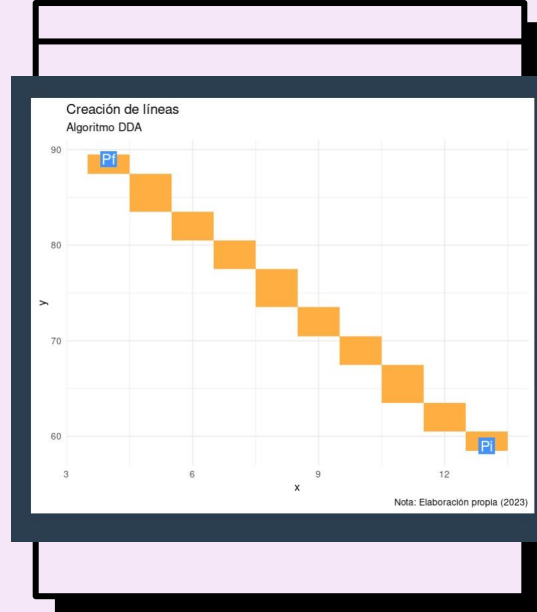 Creación de líneas
Algoritmo DDA
90
Pf
80
y
70
60
Pi
3 6 9 12
x
Nota: Elaboración propia (2023)